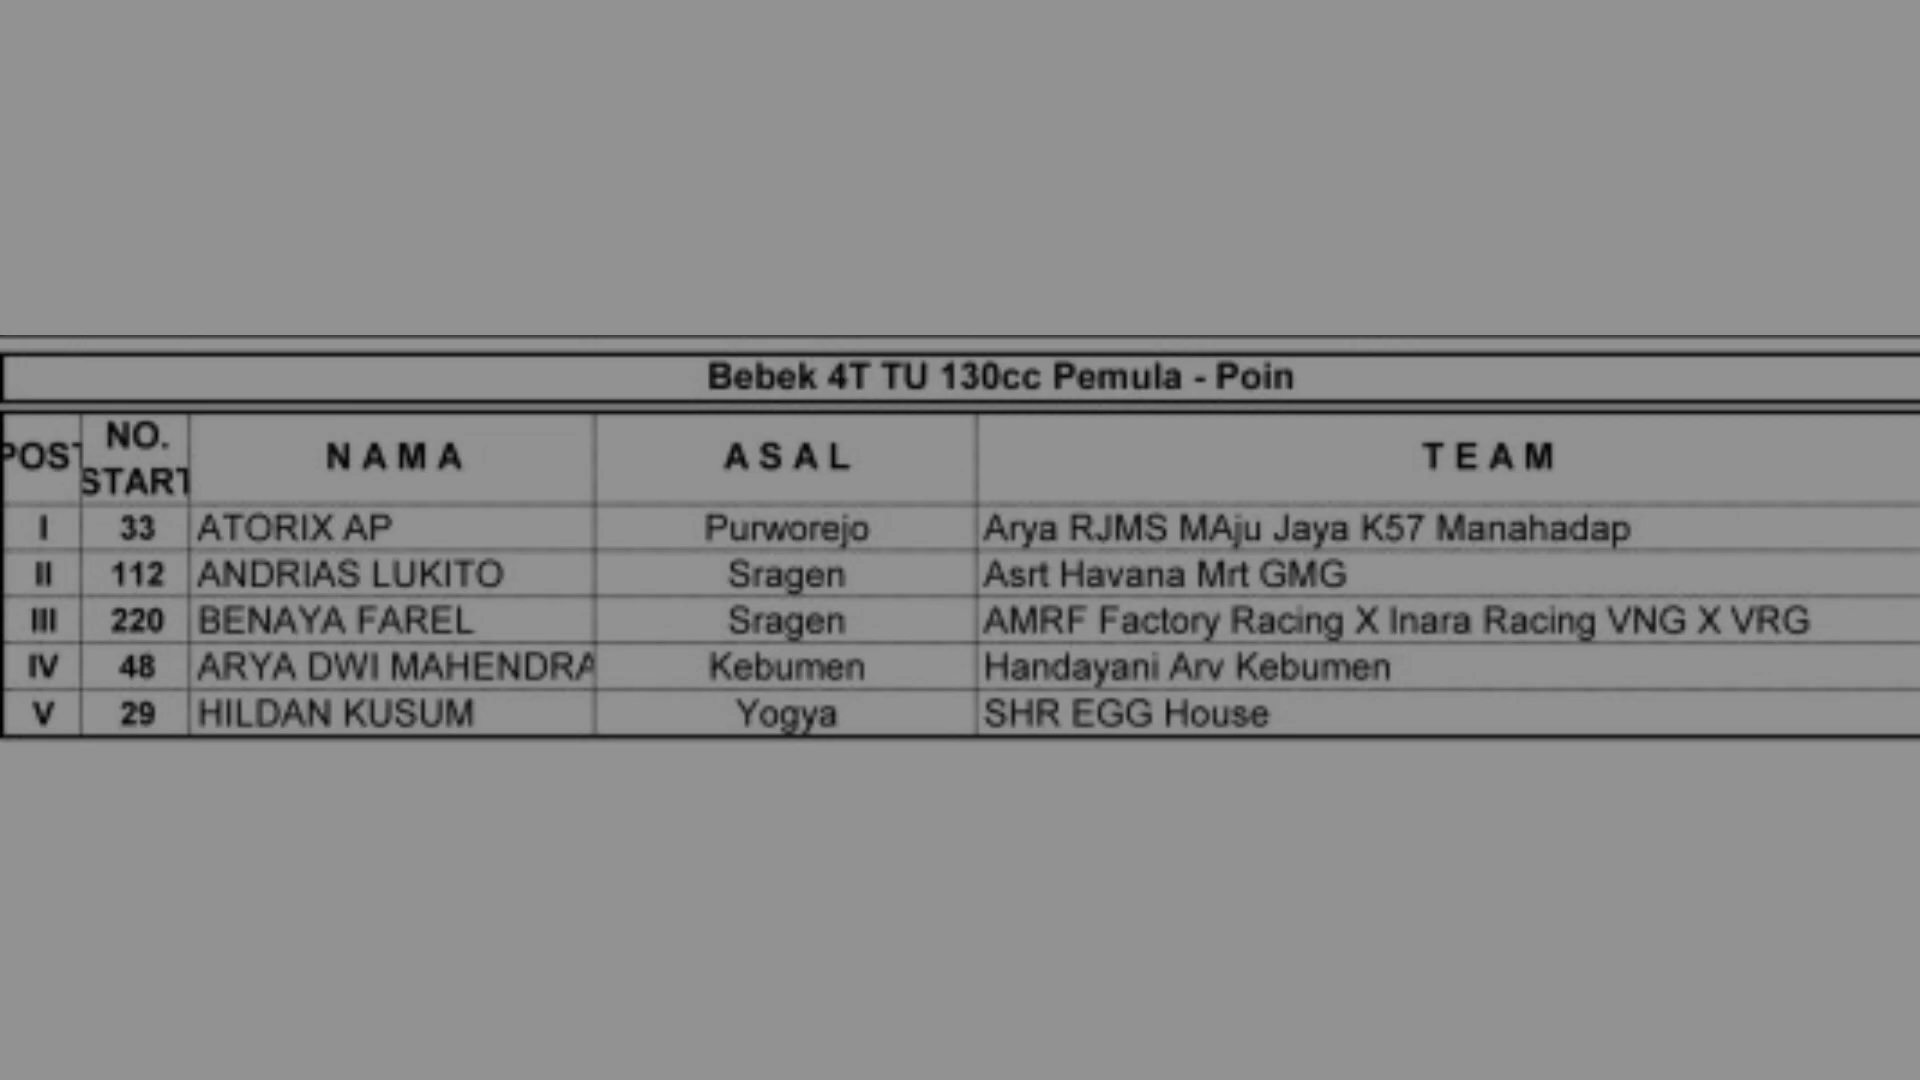 Bebek 4T TU 130cc Pemula - Poin
POST NO. START N A M A A S A L T E A M
I 33 ATORIX AP Purworejo Arya RJMS MAju Jaya K57 Manahadap
II 112 ANDRIAS LUKITO Sragen Asrt Havana Mrt GMG
III 220 BENAYA FAREL Sragen AMRF Factory Racing X Inara Racing VNG X VRG
IV 48 ARYA DWI MAHENDRA Kebumen Handayani Arv Kebumen
V 29 HILDAN KUSUM Yogya SHR EGG House